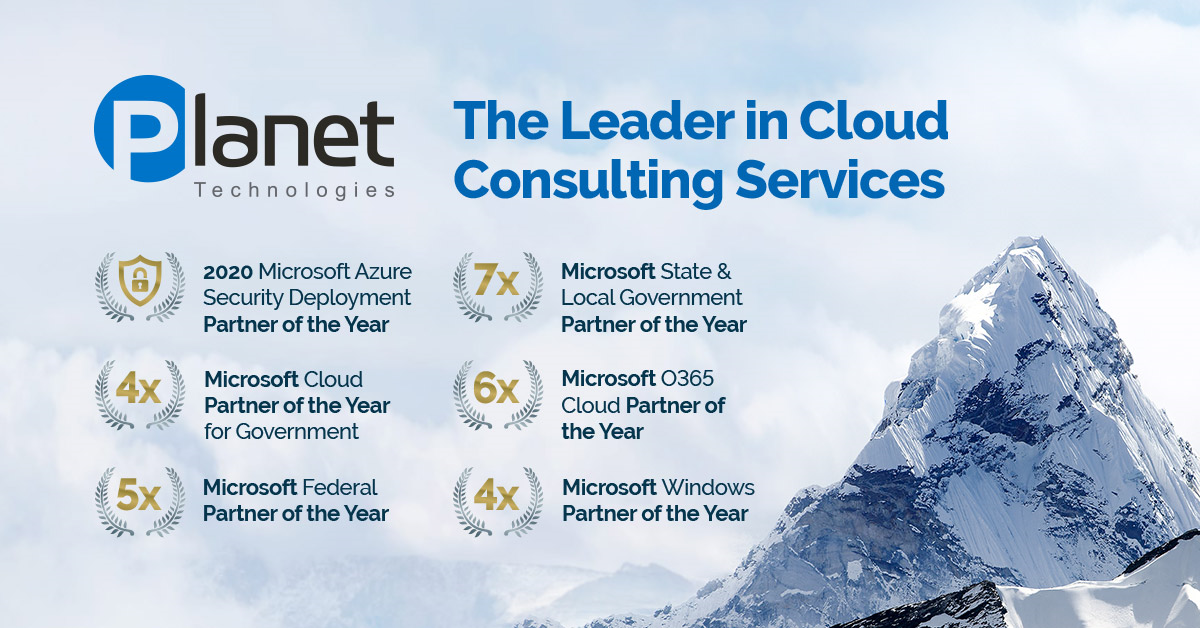 Planet
Technologies
The Leader in Cloud
Consulting Services
2020 Microsoft Azure
Security Deployment
Partner of the Year
7x
Microsoft State &
Local Government
Partner of the Year
4x
Microsoft Cloud
Partner of the Year
for Government
6x
Microsoft O365
Cloud Partner of
the Year
5x
Microsoft Federal
Partner of the Year
4x
Microsoft Windows
Partner of the Year